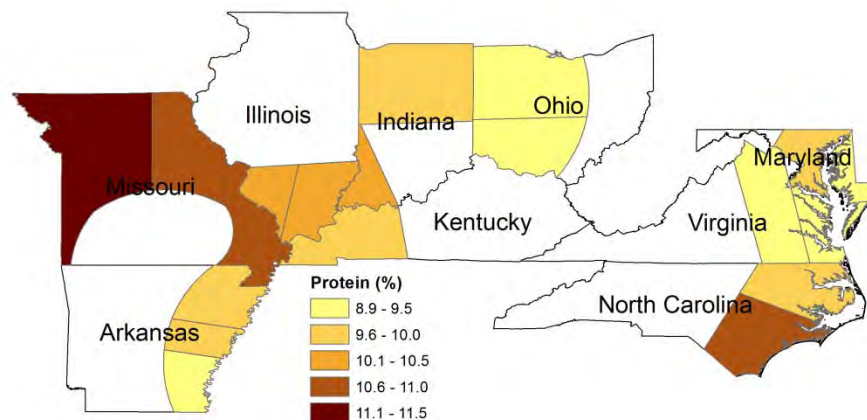 Illinois
Indiana
Ohio
Missouri
Maryland
Kentucky
Virginia
Arkansas
North Carolina
Protein (%)
8.9 - 9.5
9.6 - 10.0
10.1 - 10.5
10.6 - 11.0
11.1 - 11.5